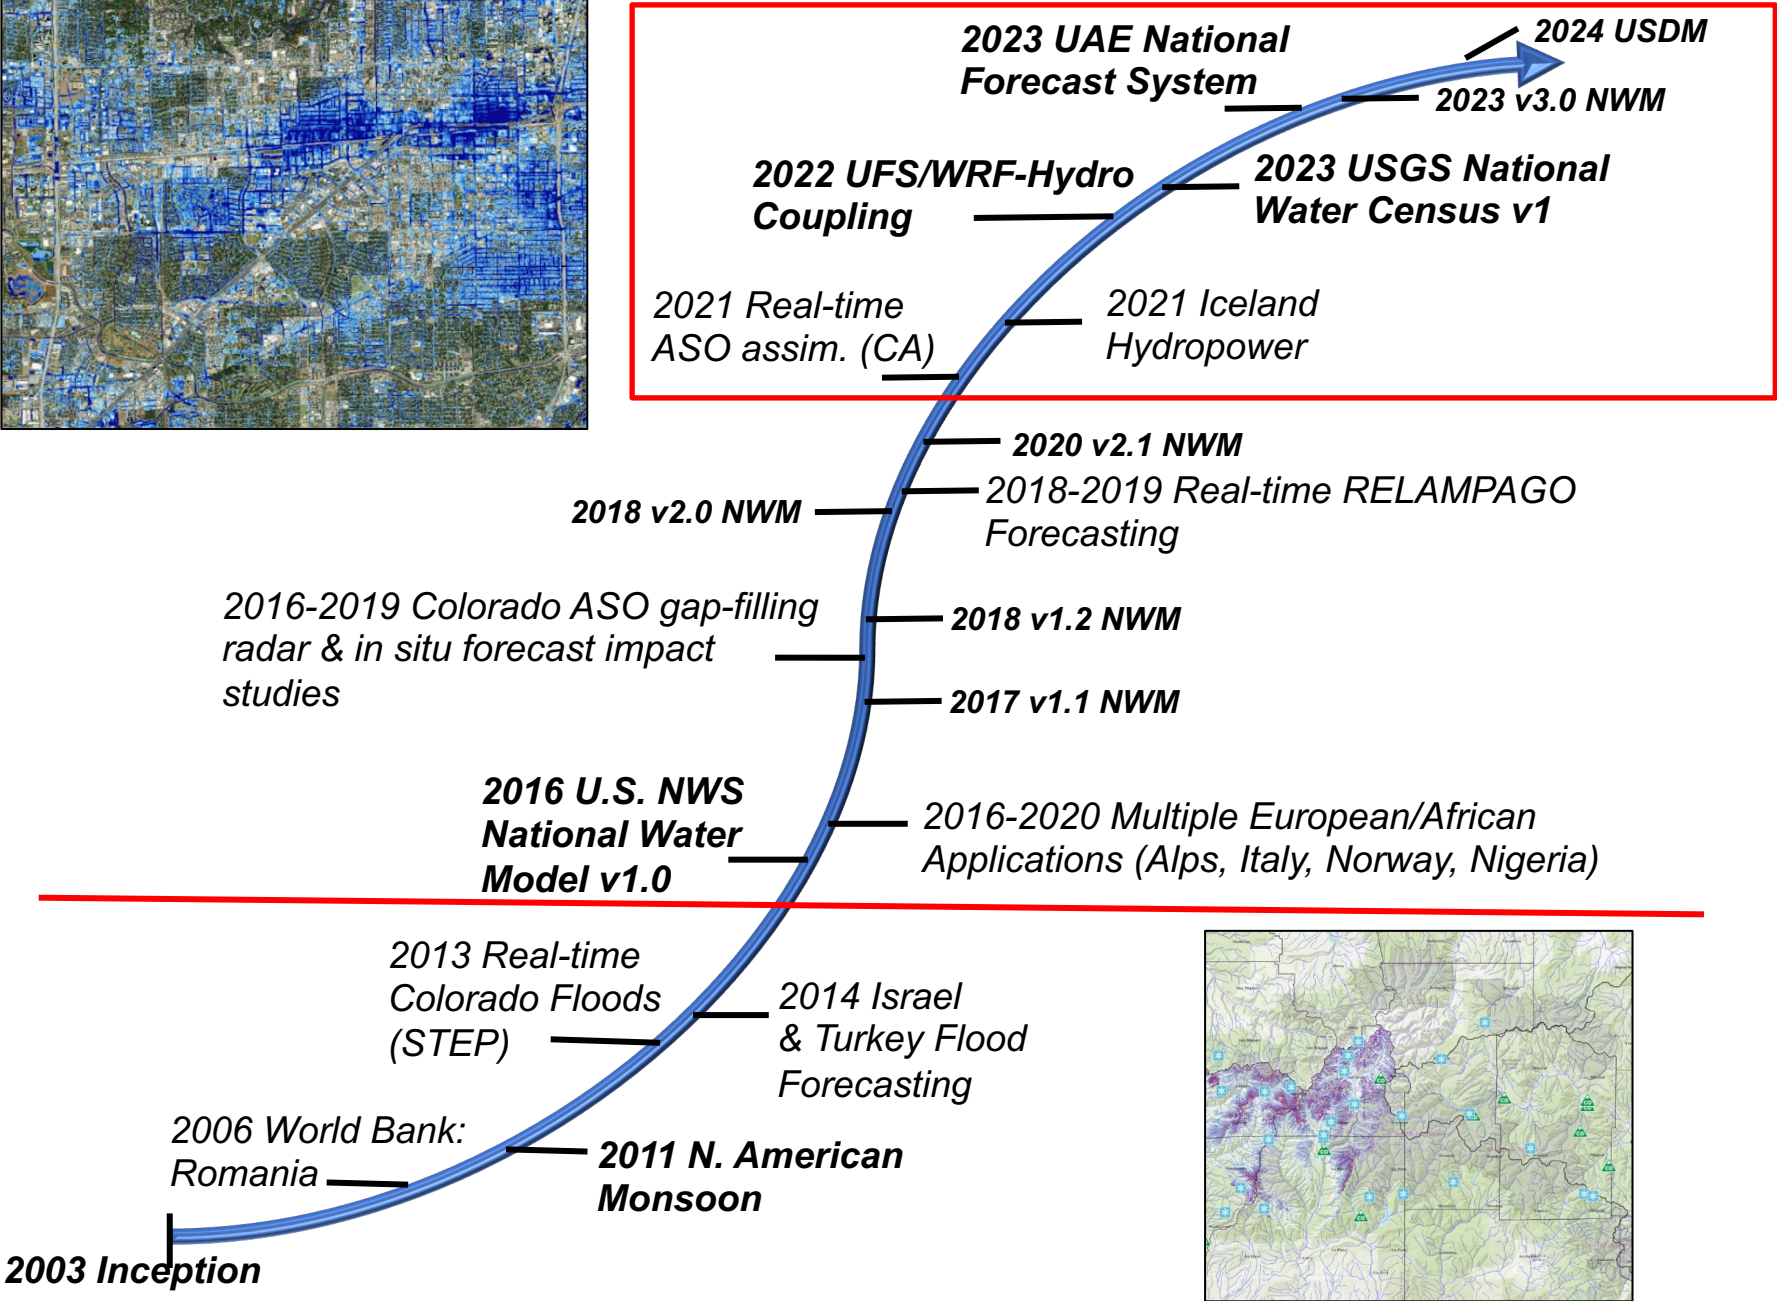 2024 USDM
2023 UAE National
Forecast System
2023 v3.0 NWM
2022 UFS/WRF-Hydro
Coupling
2023 USGS National
Water Census v1
2021 Real-time
ASO assim. (CA)
2021 Iceland
Hydropower
2020 v2.1 NWM
2018-2019 Real-time RELAMPAGO
Forecasting
2018 v2.0 NWM
2016-2019 Colorado ASO gap-filling
radar & in situ forecast impact
studies
2018 v1.2 NWM
2017 v1.1 NWM
2016 U.S. NWS
National Water
Model v1.0
2016-2020 Multiple European/African
Applications (Alps, Italy, Norway, Nigeria)
2013 Real-time
Colorado Floods
(STEP)
2014 Israel
& Turkey Flood
Forecasting
2006 World Bank:
Romania
2011 N. American
Monsoon
2003 Inception